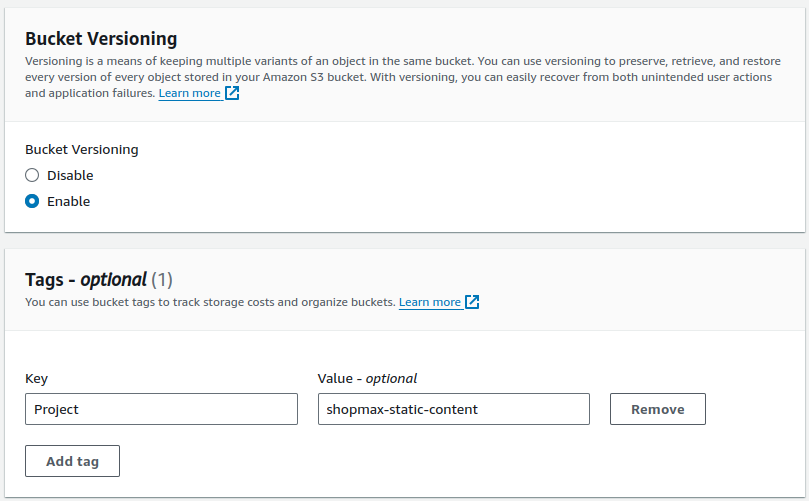 Bucket Versioning
Versioning is a means of keeping multiple variants of an object in the same bucket. You can use versioning to preserve, retrieve, and restore
every version of every object stored in your Amazon S3 bucket. With versioning, you can easily recover from both unintended user actions
and application failures. Learn more
Bucket Versioning
Disable
Enable
Tags - optional (1)
You can use bucket tags to track storage costs and organize buckets. Learn more
Key Value - optional
Project shopmax-static-content Remove
Add tag